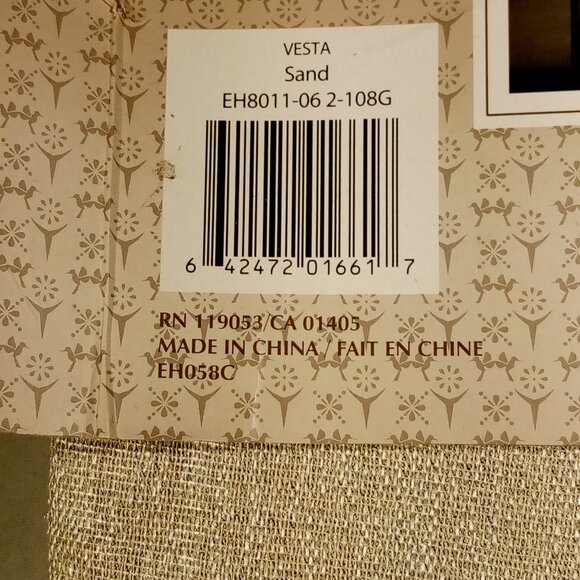 VESTA
Sand
EH8011-06 2-108G
6 42472 01661 7
RN 119053/CA 01405
MADE IN CHINA / FAIT EN CHINE
EH058C